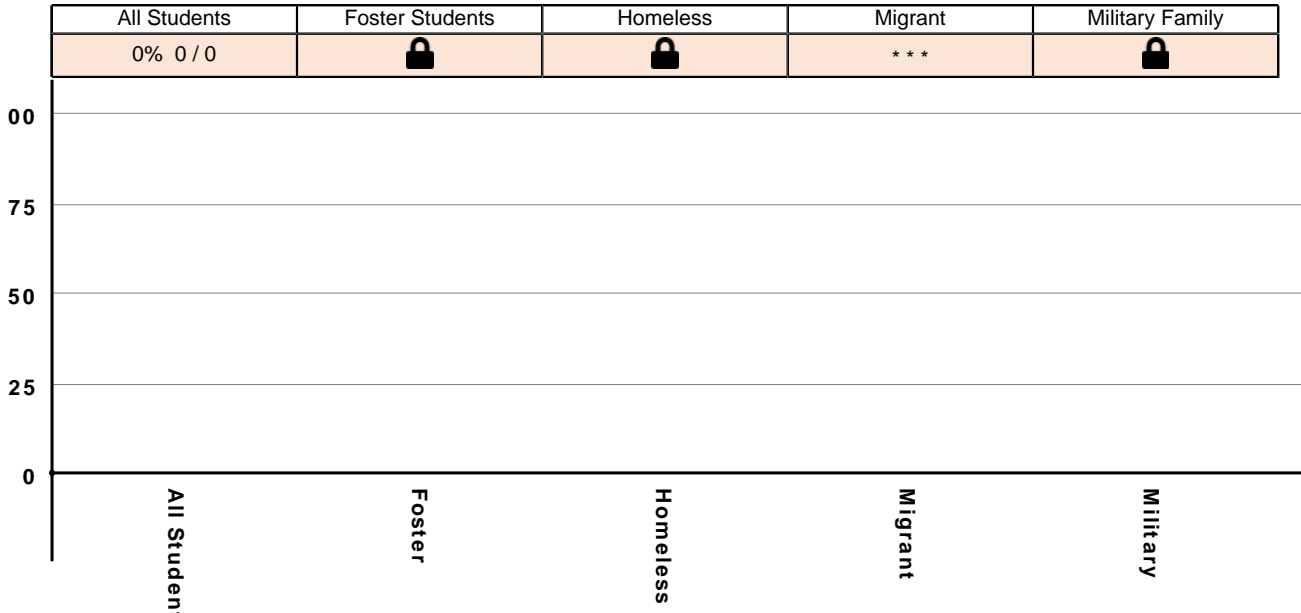 All Students Foster Students Homeless Migrant Military Family
0% 0 / 0 * * *
00
75
50
25
0
All Studen
Foster
Homeless
Migrant
Military